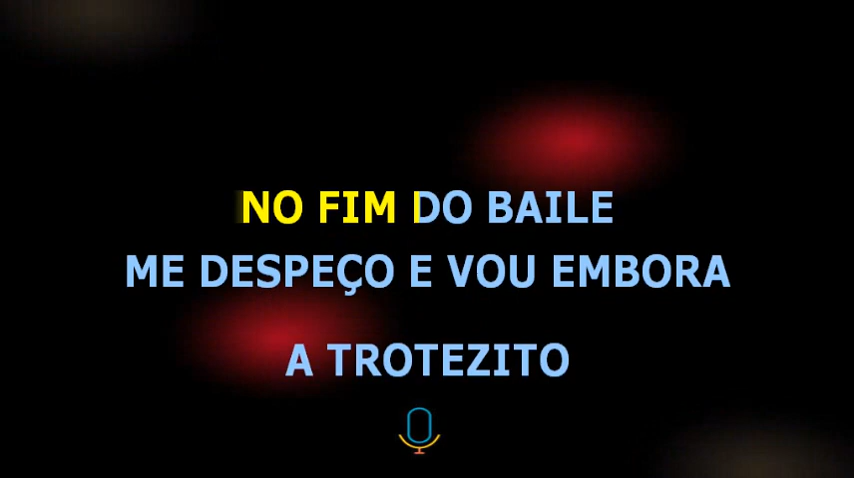 NO FIM DO BAILE
ME DESPEÇO E VOU EMBORA
A TROTEZITO